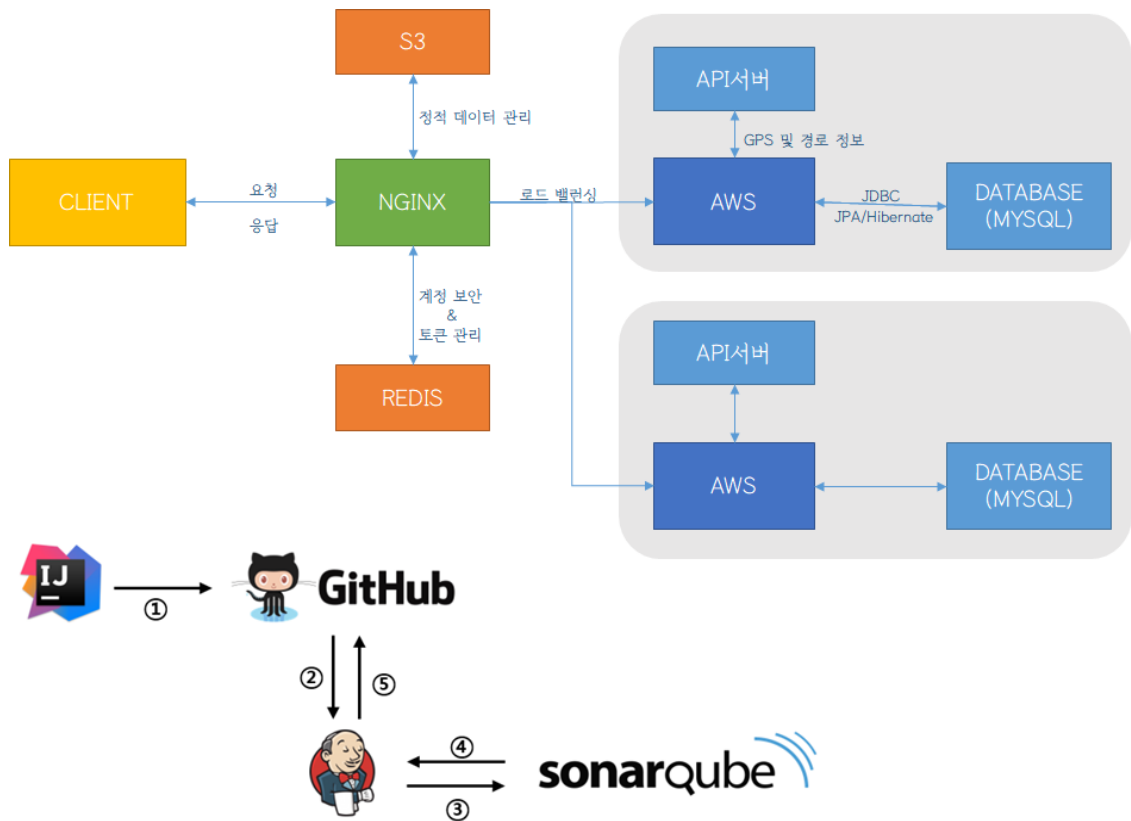 S3
API서버
정적 데이터 관리
GPS 및 경로 정보
CLIENT
요청
응답
NGINX
로드 밸런싱
AWS
JDBC
JPA/Hibernate
DATABASE
(MYSQL)
계정 보안
&
토큰 관리
REDIS
API서버
AWS
DATABASE
(MYSQL)
IJ
①
GitHub
②
⑤
④
③
sonarqube